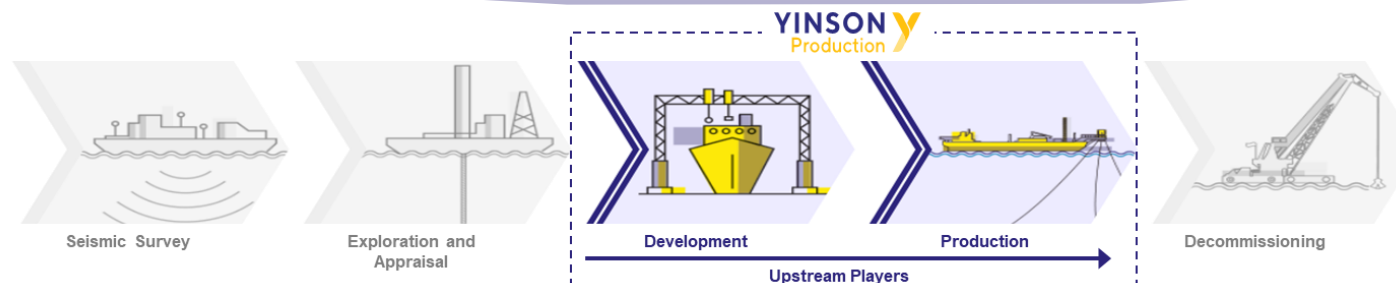 YINSON
Production
Seismic Survey
Exploration and
Appraisal
Development
Production
Decommissioning
Upstream Players